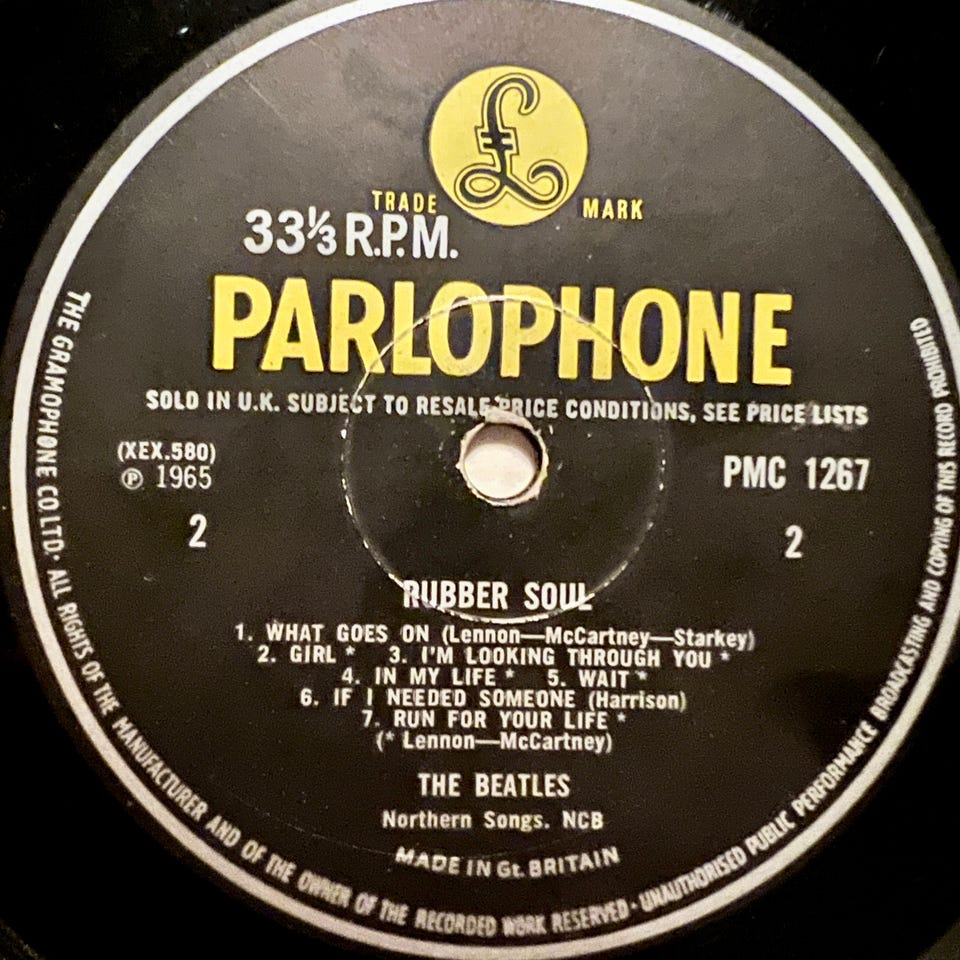 £
TRADE MARK
33⅓ R.P.M.
PARLOPHONE
SOLD IN U.K. SUBJECT TO RESALE PRICE CONDITIONS, SEE PRICE LISTS
(XEX.580)
℗ 1965
PMC 1267
2
2
RUBBER SOUL
1. WHAT GOES ON (Lennon—McCartney—Starkey)
2. GIRL * 3. I'M LOOKING THROUGH YOU *
4. IN MY LIFE * 5. WAIT *
6. IF I NEEDED SOMEONE (Harrison)
7. RUN FOR YOUR LIFE *
(* Lennon—McCartney)
THE BEATLES
Northern Songs. NCB
MADE IN Gt. BRITAIN
THE GRAMOPHONE CO. LTD. ALL RIGHTS OF THE MANUFACTURER AND OF THE OWNER OF THE RECORDED WORK RESERVED · UNAUTHORISED PUBLIC PERFORMANCE BROADCASTING AND COPYING OF THIS RECORD PROHIBITED